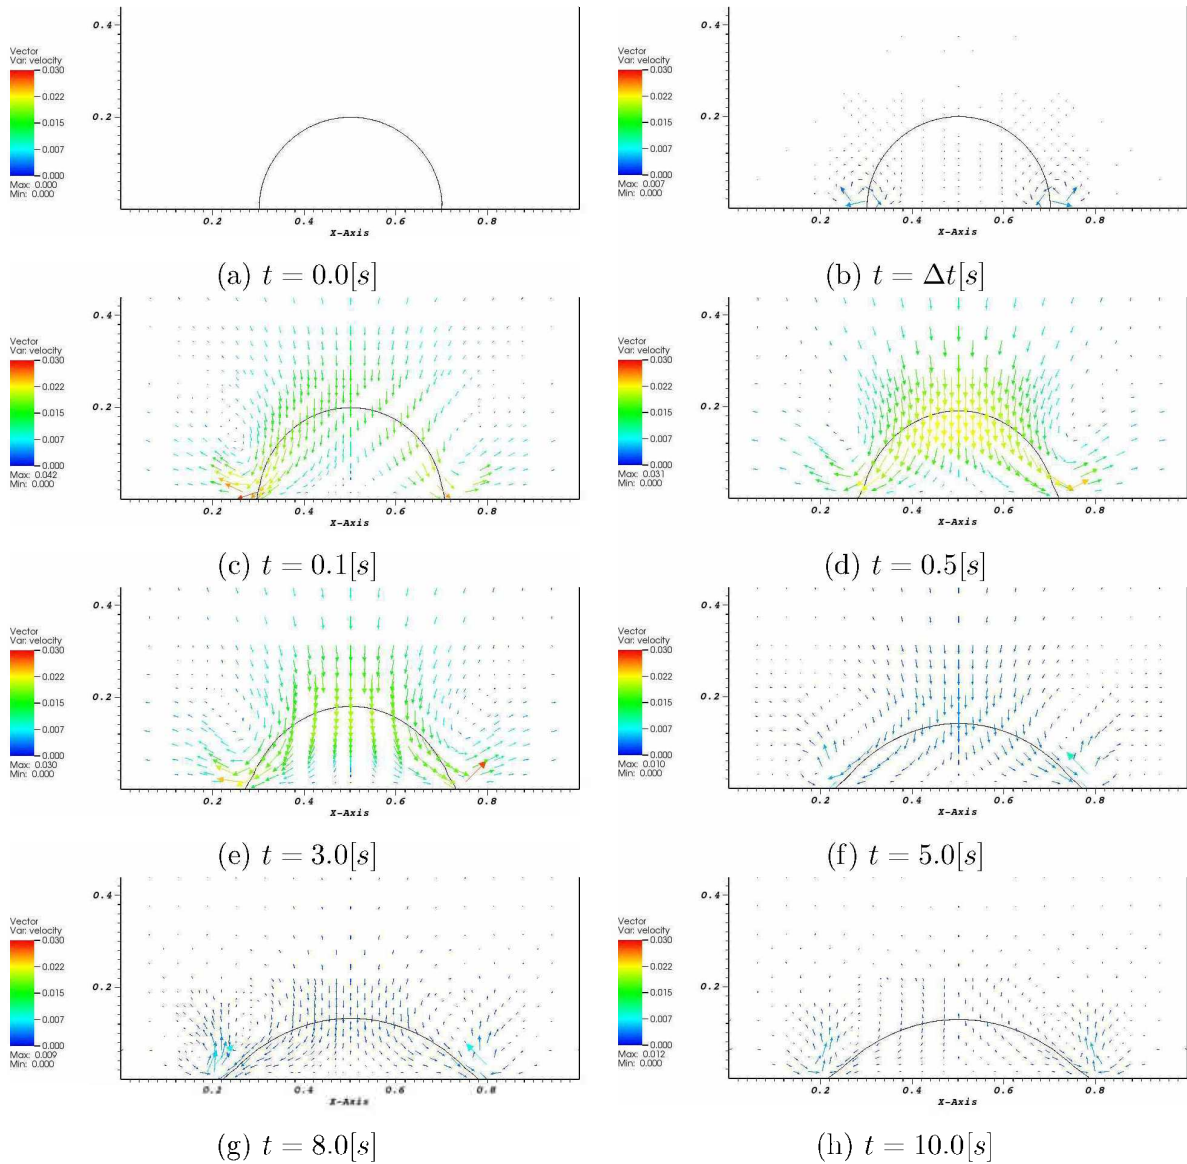 0.4
Vector
Var: velocity
0.030
0.022
0.2
0.015
0.007
0.000
Max: 0.000
Min: 0.000
0.2 0.4 0.6 0.8
X-Axis
(a) t = 0.0[s]
0.4
Vector
Var: velocity
0.030
0.022
0.2
0.015
0.007
0.000
Max: 0.007
Min: 0.000
0.2 0.4 0.6 0.8
X-Axis
(b) t = Δt[s]
0.4
Vector
Var: velocity
0.030
0.022
0.2
0.015
0.007
0.000
Max: 0.042
Min: 0.000
0.2 0.4 0.6 0.8
X-Axis
(c) t = 0.1[s]
0.4
Vector
Var: velocity
0.030
0.022
0.2
0.015
0.007
0.000
Max: 0.031
Min: 0.000
0.2 0.4 0.6 0.8
X-Axis
(d) t = 0.5[s]
0.4
Vector
Var: velocity
0.030
0.022
0.2
0.015
0.007
0.000
Max: 0.030
Min: 0.000
0.2 0.4 0.6 0.8
X-Axis
(e) t = 3.0[s]
0.4
Vector
Var: velocity
0.030
0.022
0.2
0.015
0.007
0.000
Max: 0.010
Min: 0.000
0.2 0.4 0.6 0.8
X-Axis
(f) t = 5.0[s]
0.4
Vector
Var: velocity
0.030
0.022
0.2
0.015
0.007
0.000
Max: 0.009
Min: 0.000
0.2 0.4 0.6 0.8
X-Axis
(g) t = 8.0[s]
0.4
Vector
Var: velocity
0.030
0.022
0.2
0.015
0.007
0.000
Max: 0.012
Min: 0.000
0.2 0.4 0.6 0.8
X-Axis
(h) t = 10.0[s]